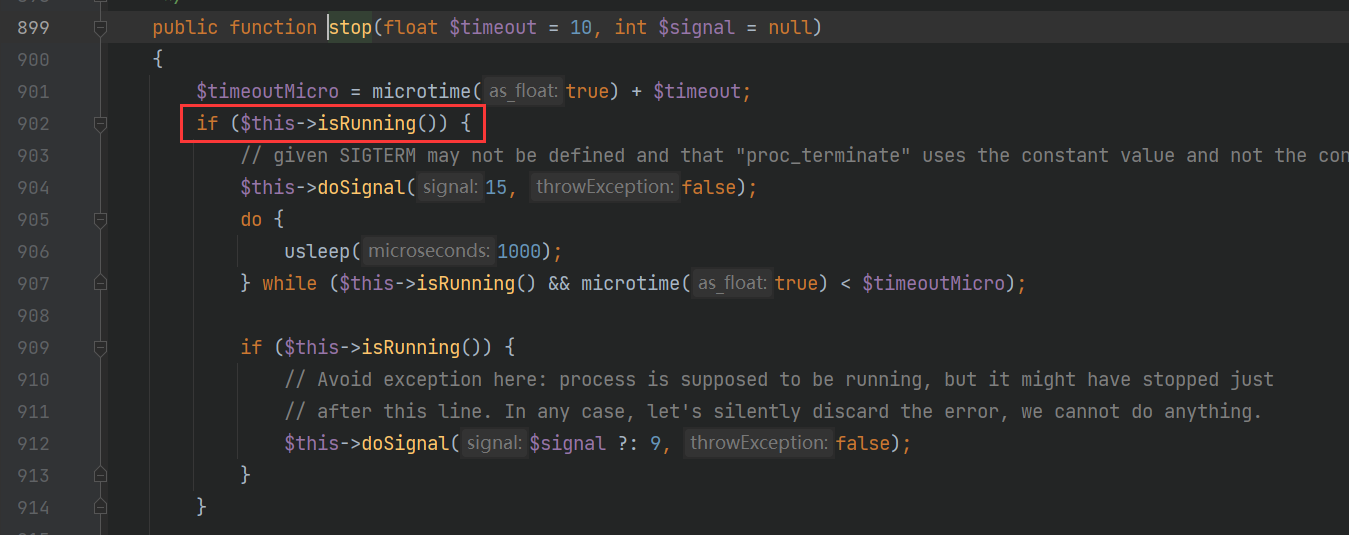 899 public function stop(float $timeout = 10, int $signal = null)
900 {
901 $timeoutMicro = microtime( as_float: true) + $timeout;
902 if ($this->isRunning()) {
903 // given SIGTERM may not be defined and that "proc_terminate" uses the constant value and not the con
904 $this->doSignal( signal: 15, throwException: false);
905 do {
906 usleep( microseconds: 1000);
907 } while ($this->isRunning() && microtime( as_float: true) < $timeoutMicro);
908
909 if ($this->isRunning()) {
910 // Avoid exception here: process is supposed to be running, but it might have stopped just
911 // after this line. In any case, let's silently discard the error, we cannot do anything.
912 $this->doSignal( signal: $signal ?: 9, throwException: false);
913 }
914 }